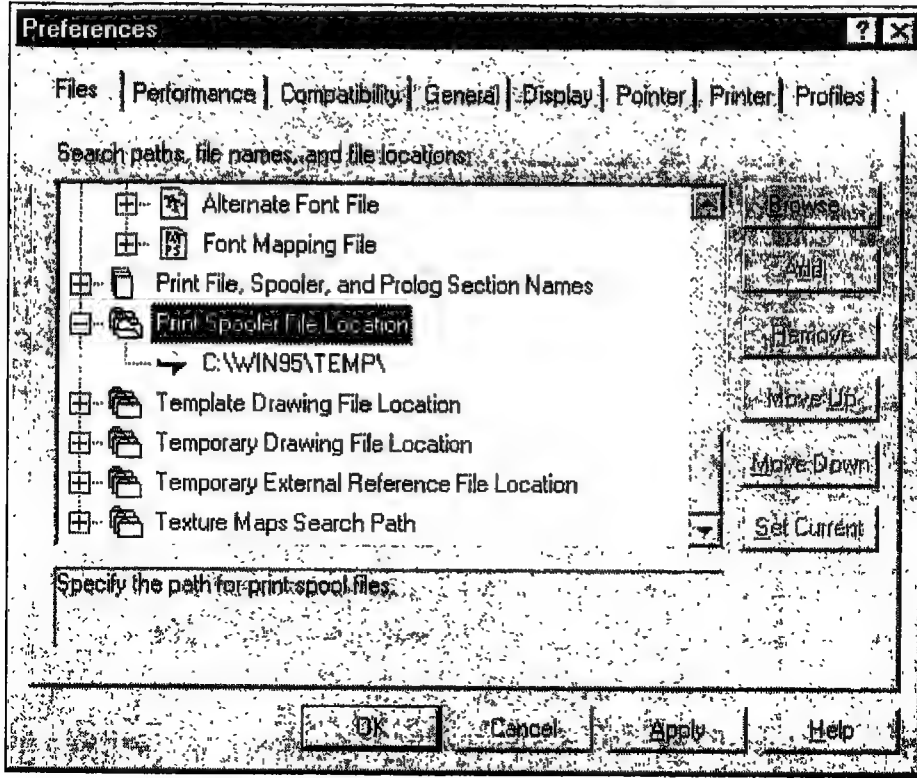 Preferences ? ×
Files Performance Compatibility General Display Pointer Printer Profiles
Search paths, file names, and file locations:
Alternate Font File
Font Mapping File
Print File, Spooler, and Prolog Section Names
Print Spooler File Location
C:\WIN95\TEMP\
Template Drawing File Location
Temporary Drawing File Location
Temporary External Reference File Location
Texture Maps Search Path
Browse...
Add...
Remove
Move Up
Move Down
Set Current
Specify the path for print spool files.
OK Cancel Apply Help